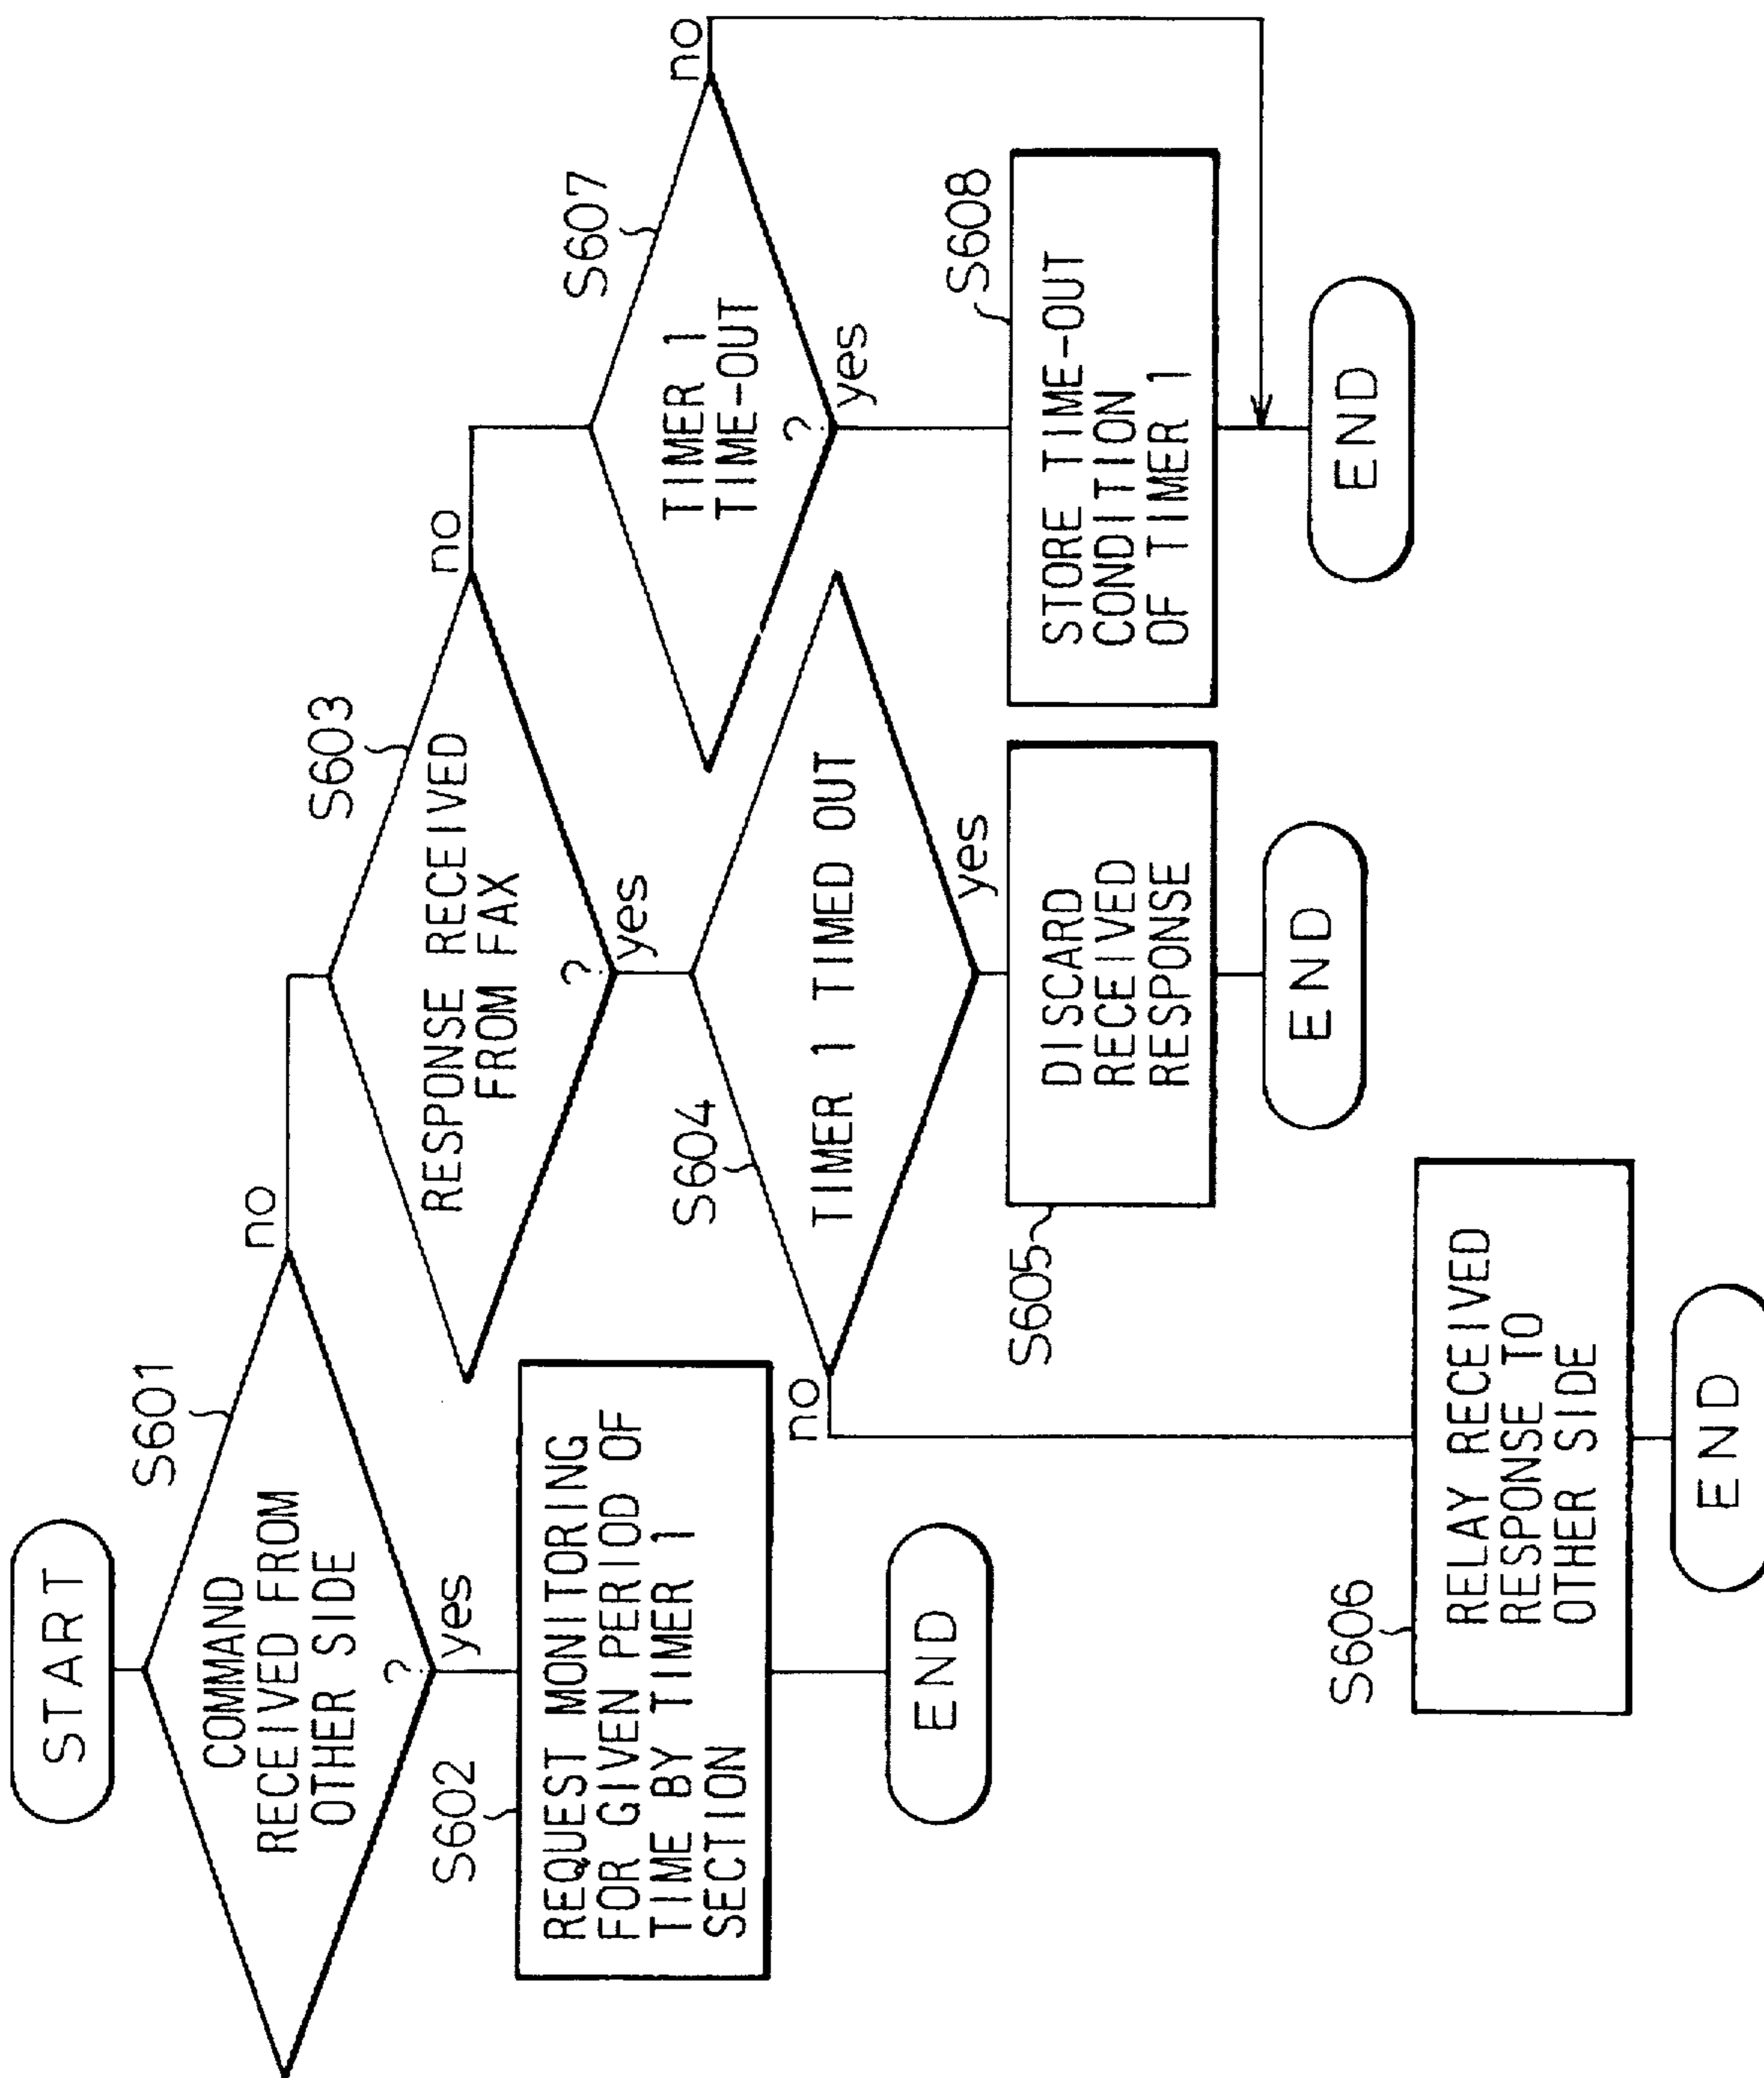 START
S601
COMMAND
RECEIVED FROM
OTHER SIDE
?
no
yes
S602
REQUEST MONITORING
FOR GIVEN PERIOD OF
TIME BY TIMER 1
SECTION
END
S603
RESPONSE RECEIVED
FROM FAX
?
no
yes
S604
TIMER 1 TIMED OUT
no
yes
S605
DISCARD
RECEIVED
RESPONSE
END
S606
RELAY RECEIVED
RESPONSE TO
OTHER SIDE
END
S607
TIMER 1
TIME-OUT
?
no
yes
S608
STORE TIME-OUT
CONDITION
OF TIMER 1
END